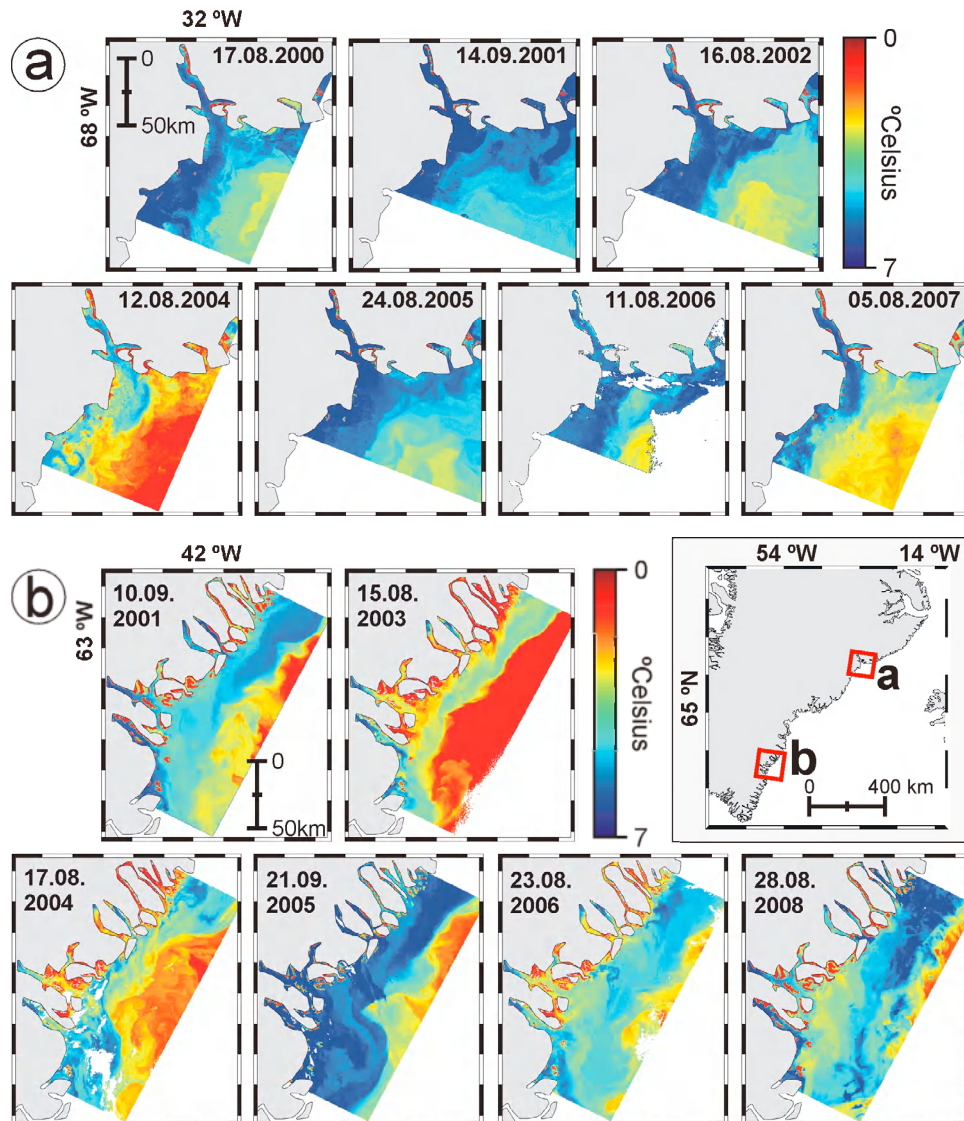 32 ºW
a
17.08.2000
14.09.2001
16.08.2002
0
50km
68 ºW
0
ºCelsius
7
12.08.2004
24.08.2005
11.08.2006
05.08.2007
b
42 ºW
63 ºW
10.09.
2001
15.08.
2003
0
50km
0
ºCelsius
7
54 ºW
14 ºW
65 ºN
a
b
0
400 km
17.08.
2004
21.09.
2005
23.08.
2006
28.08.
2008